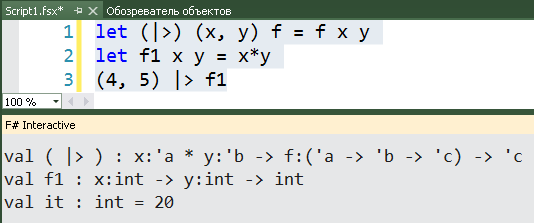 Script1.fsx* Обозреватель объектов
1 let (|>) (x, y) f = f x y
2 let f1 x y = x*y
3 (4, 5) |> f1
100 %
F# Interactive
val ( |> ) : x:'a * y:'b -> f:('a -> 'b -> 'c) -> 'c
val f1 : x:int -> y:int -> int
val it : int = 20